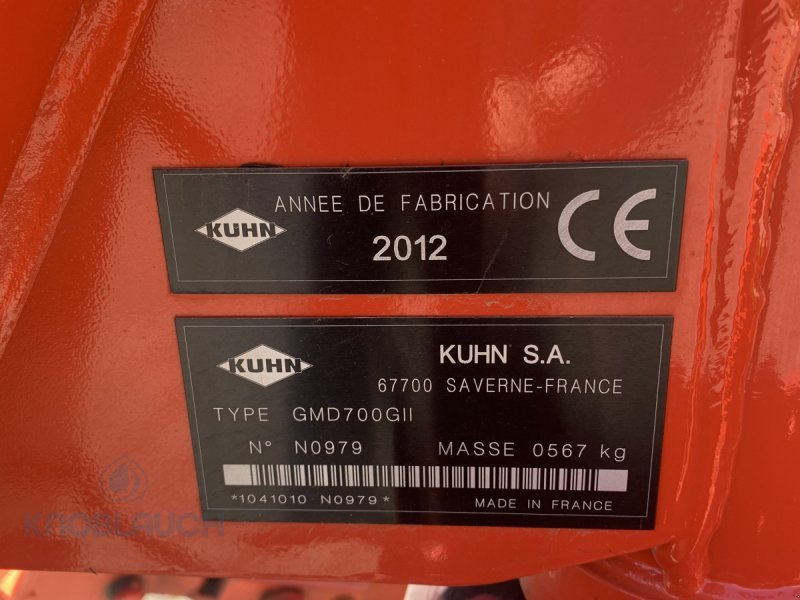 KUHN
ANNEE DE FABRICATION
2012
CE
KUHN
KUHN S.A.
67700 SAVERNE-FRANCE
TYPE GMD700GII
N° N0979 MASSE 0567 kg
*1041010 N0979*
MADE IN FRANCE
KNOBLAUCH